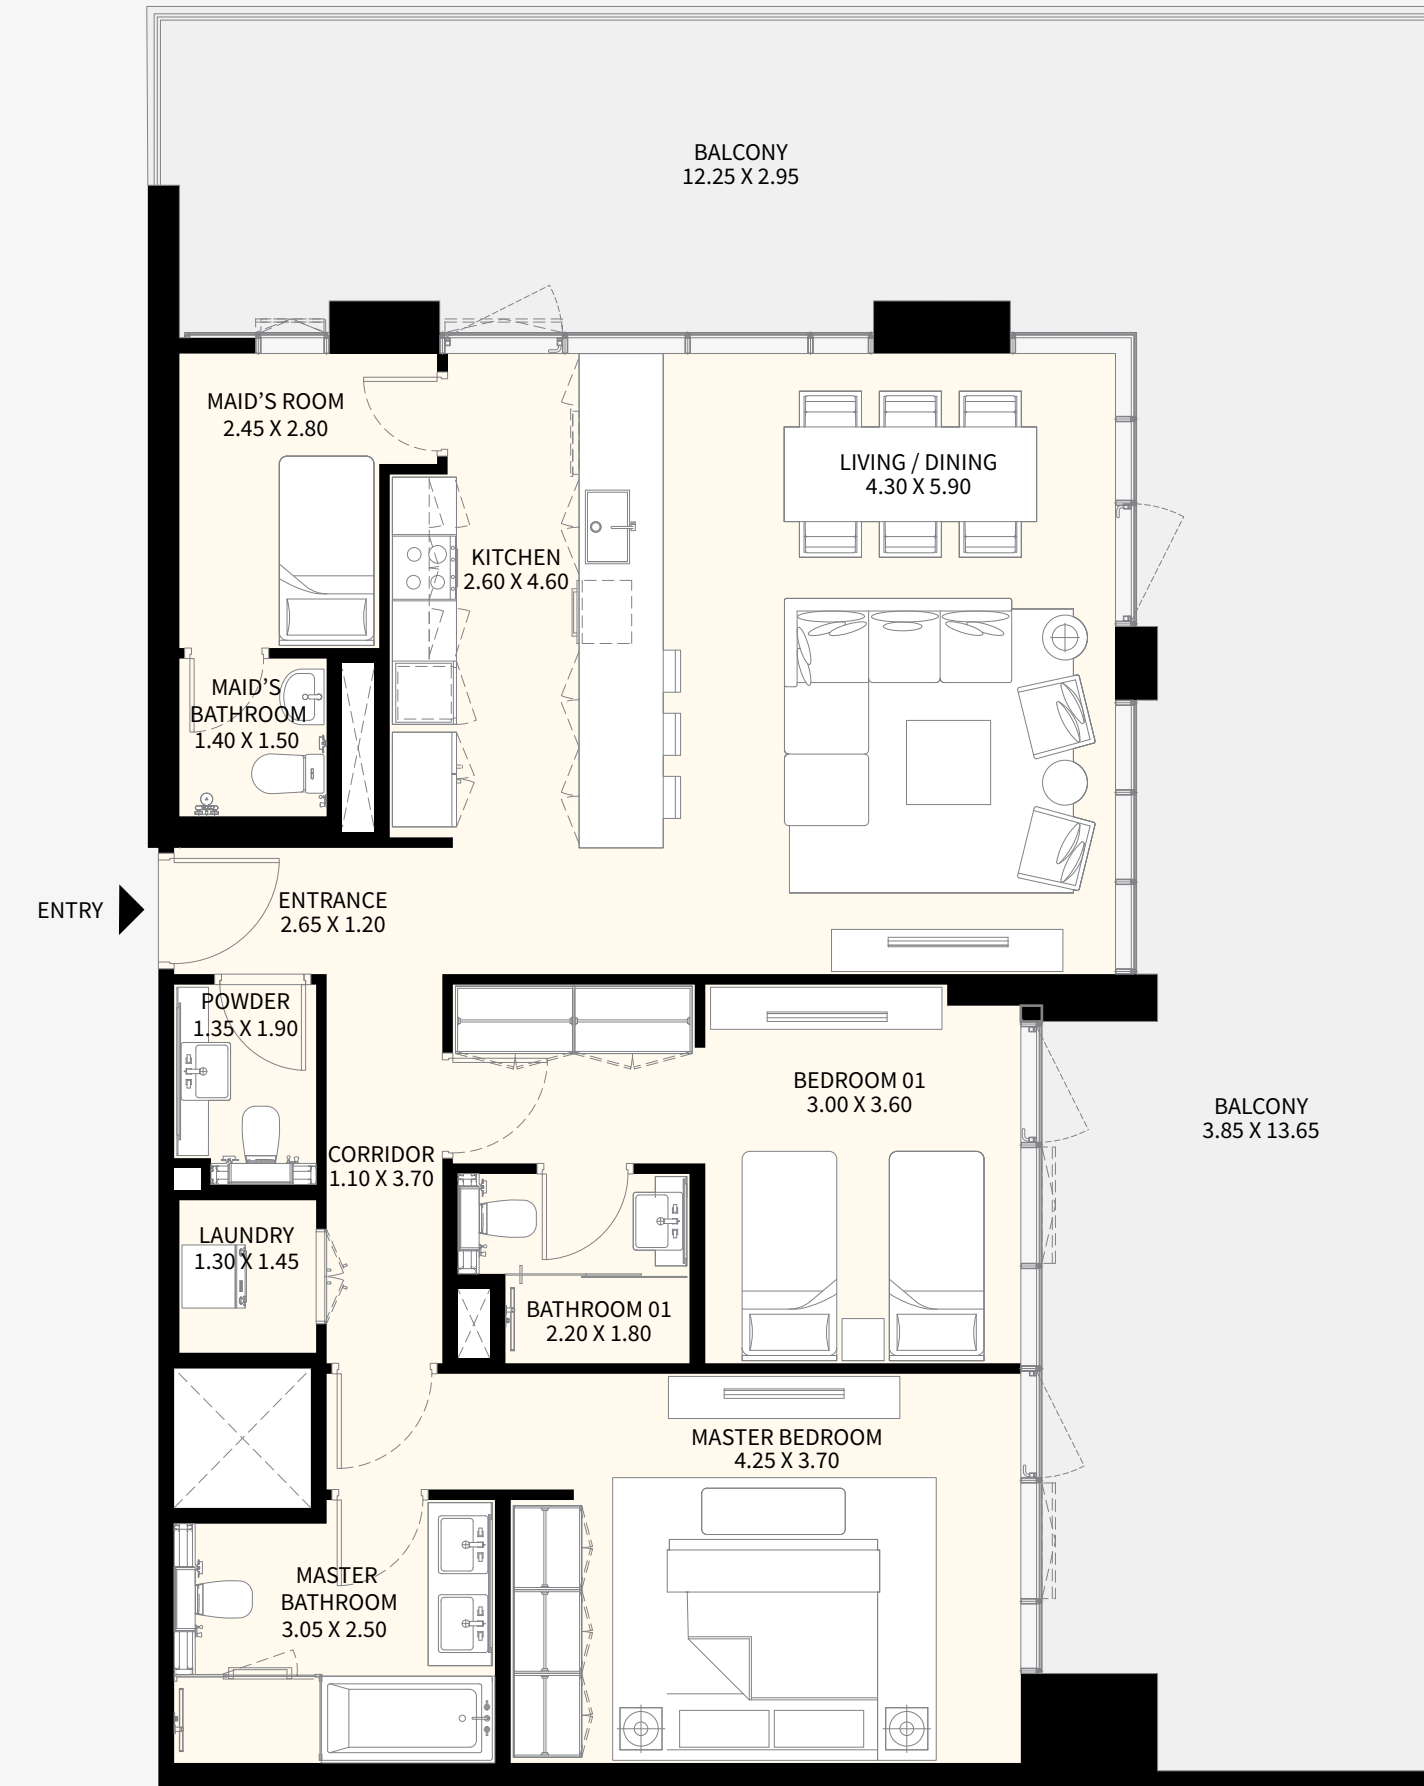 BALCONY
12.25 X 2.95
MAID’S ROOM
2.45 X 2.80
LIVING / DINING
4.30 X 5.90
KITCHEN
2.60 X 4.60
MAID’S
BATHROOM
1.40 X 1.50
ENTRY
ENTRANCE
2.65 X 1.20
POWDER
1.35 X 1.90
BEDROOM 01
3.00 X 3.60
BALCONY
3.85 X 13.65
CORRIDOR
1.10 X 3.70
LAUNDRY
1.30 X 1.45
BATHROOM 01
2.20 X 1.80
MASTER BEDROOM
4.25 X 3.70
MASTER
BATHROOM
3.05 X 2.50